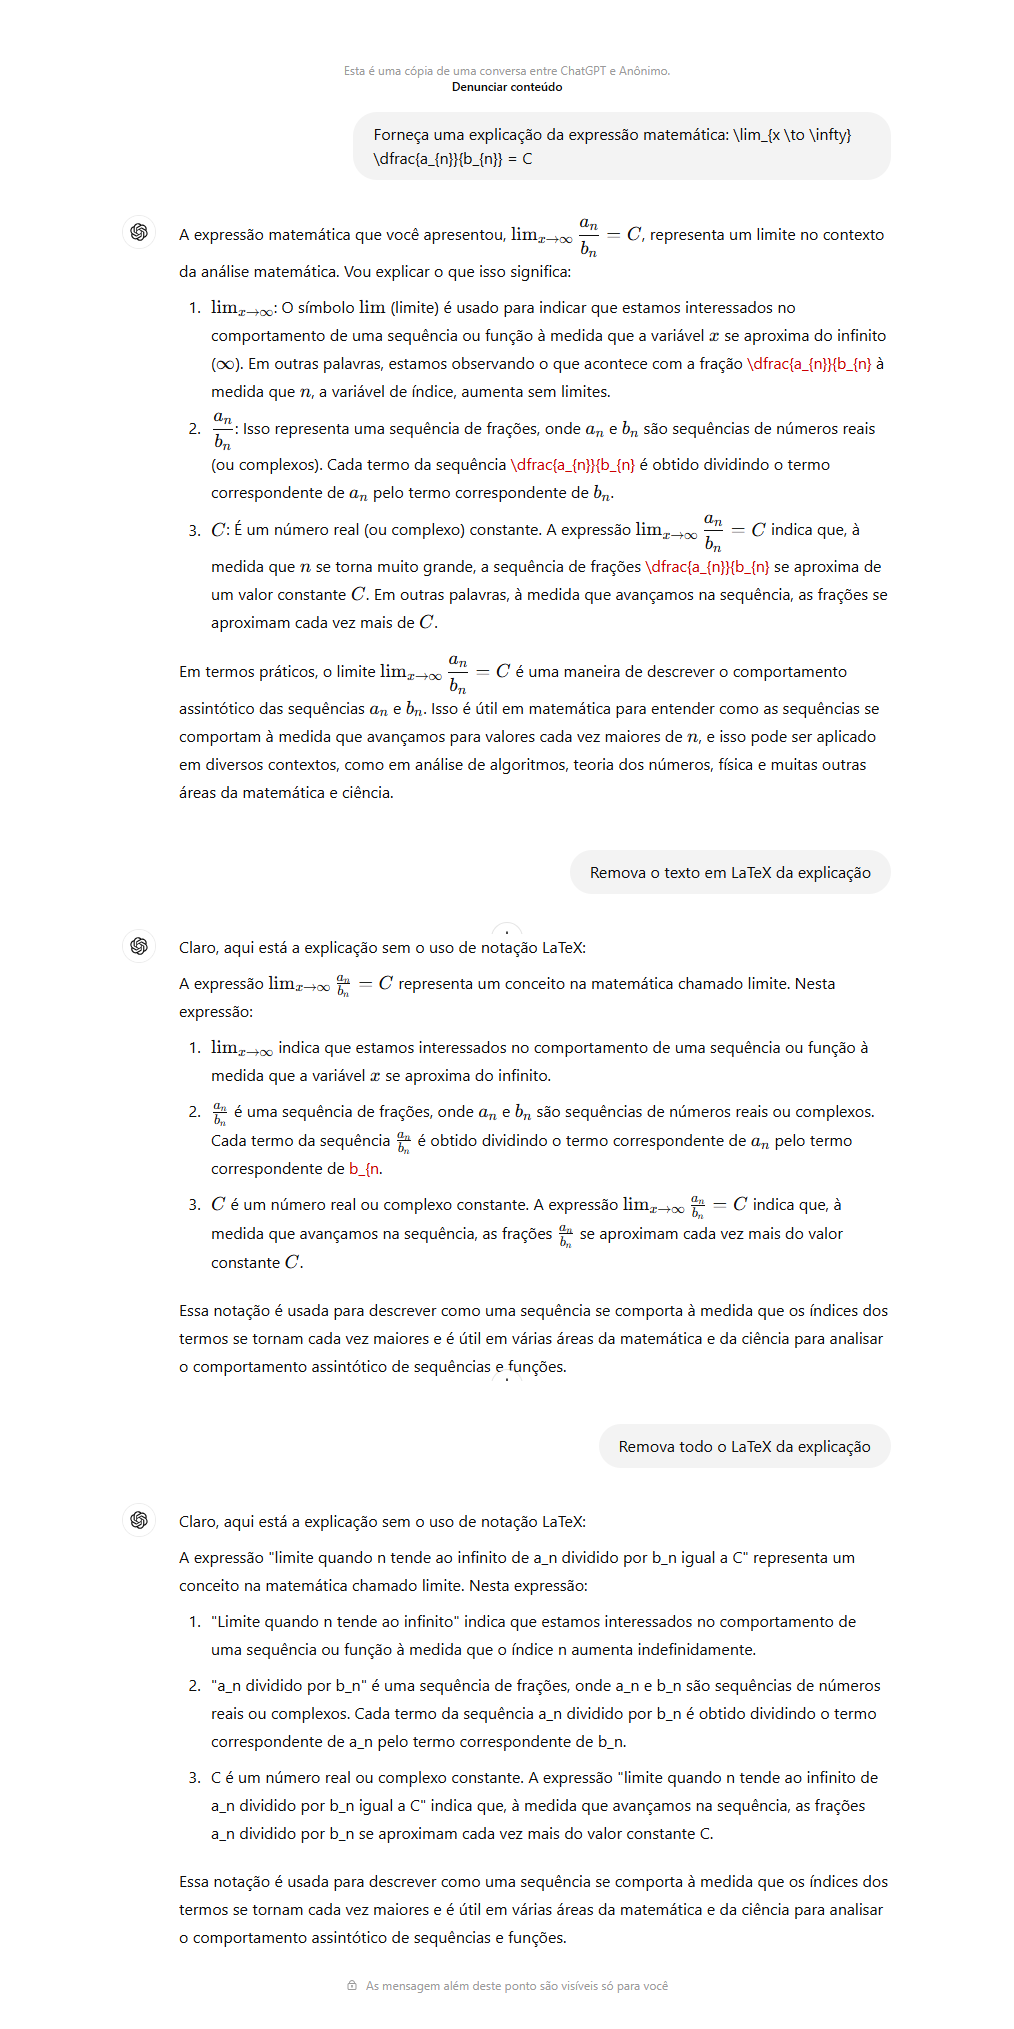 Esta é uma cópia de uma conversa entre ChatGPT e Anônimo.
Denunciar conteúdo
Forneça uma explicação da expressão matemática: \lim_{x \to \infty}
\dfrac{a_{n}}{b_{n}} = C
A expressão matemática que você apresentou, lim_{x→∞} a_n/b_n = C, representa um limite no contexto
da análise matemática. Vou explicar o que isso significa:
1. lim_{x→∞}: O símbolo lim (limite) é usado para indicar que estamos interessados no
comportamento de uma sequência ou função à medida que a variável x se aproxima do infinito
(∞). Em outras palavras, estamos observando o que acontece com a fração \dfrac{a_{n}}{b_{n} à
medida que n, a variável de índice, aumenta sem limites.
2. a_n/b_n: Isso representa uma sequência de frações, onde a_n e b_n são sequências de números reais
(ou complexos). Cada termo da sequência \dfrac{a_{n}}{b_{n} é obtido dividindo o termo
correspondente de a_n pelo termo correspondente de b_n.
3. C: É um número real (ou complexo) constante. A expressão lim_{x→∞} a_n/b_n = C indica que, à
medida que n se torna muito grande, a sequência de frações \dfrac{a_{n}}{b_{n} se aproxima de
um valor constante C. Em outras palavras, à medida que avançamos na sequência, as frações se
aproximam cada vez mais de C.
Em termos práticos, o limite lim_{x→∞} a_n/b_n = C é uma maneira de descrever o comportamento
assintótico das sequências a_n e b_n. Isso é útil em matemática para entender como as sequências se
comportam à medida que avançamos para valores cada vez maiores de n, e isso pode ser aplicado
em diversos contextos, como em análise de algoritmos, teoria dos números, física e muitas outras
áreas da matemática e ciência.
Remova o texto em LaTeX da explicação
Claro, aqui está a explicação sem o uso de notação LaTeX:
A expressão lim_{x→∞} a_n/b_n = C representa um conceito na matemática chamado limite. Nesta
expressão:
1. lim_{x→∞} indica que estamos interessados no comportamento de uma sequência ou função à
medida que a variável x se aproxima do infinito.
2. a_n/b_n é uma sequência de frações, onde a_n e b_n são sequências de números reais ou complexos.
Cada termo da sequência a_n/b_n é obtido dividindo o termo correspondente de a_n pelo termo
correspondente de b_{n.
3. C é um número real ou complexo constante. A expressão lim_{x→∞} a_n/b_n = C indica que, à
medida que avançamos na sequência, as frações a_n/b_n se aproximam cada vez mais do valor
constante C.
Essa notação é usada para descrever como uma sequência se comporta à medida que os índices dos
termos se tornam cada vez maiores e é útil em várias áreas da matemática e da ciência para analisar
o comportamento assintótico de sequências e funções.
Remova todo o LaTeX da explicação
Claro, aqui está a explicação sem o uso de notação LaTeX:
A expressão "limite quando n tende ao infinito de a_n dividido por b_n igual a C" representa um
conceito na matemática chamado limite. Nesta expressão:
1. "Limite quando n tende ao infinito" indica que estamos interessados no comportamento de
uma sequência ou função à medida que o índice n aumenta indefinidamente.
2. "a_n dividido por b_n" é uma sequência de frações, onde a_n e b_n são sequências de números
reais ou complexos. Cada termo da sequência a_n dividido por b_n é obtido dividindo o termo
correspondente de a_n pelo termo correspondente de b_n.
3. C é um número real ou complexo constante. A expressão "limite quando n tende ao infinito de
a_n dividido por b_n igual a C" indica que, à medida que avançamos na sequência, as frações
a_n dividido por b_n se aproximam cada vez mais do valor constante C.
Essa notação é usada para descrever como uma sequência se comporta à medida que os índices dos
termos se tornam cada vez maiores e é útil em várias áreas da matemática e da ciência para analisar
o comportamento assintótico de sequências e funções.
As mensagem além deste ponto são visíveis só para você